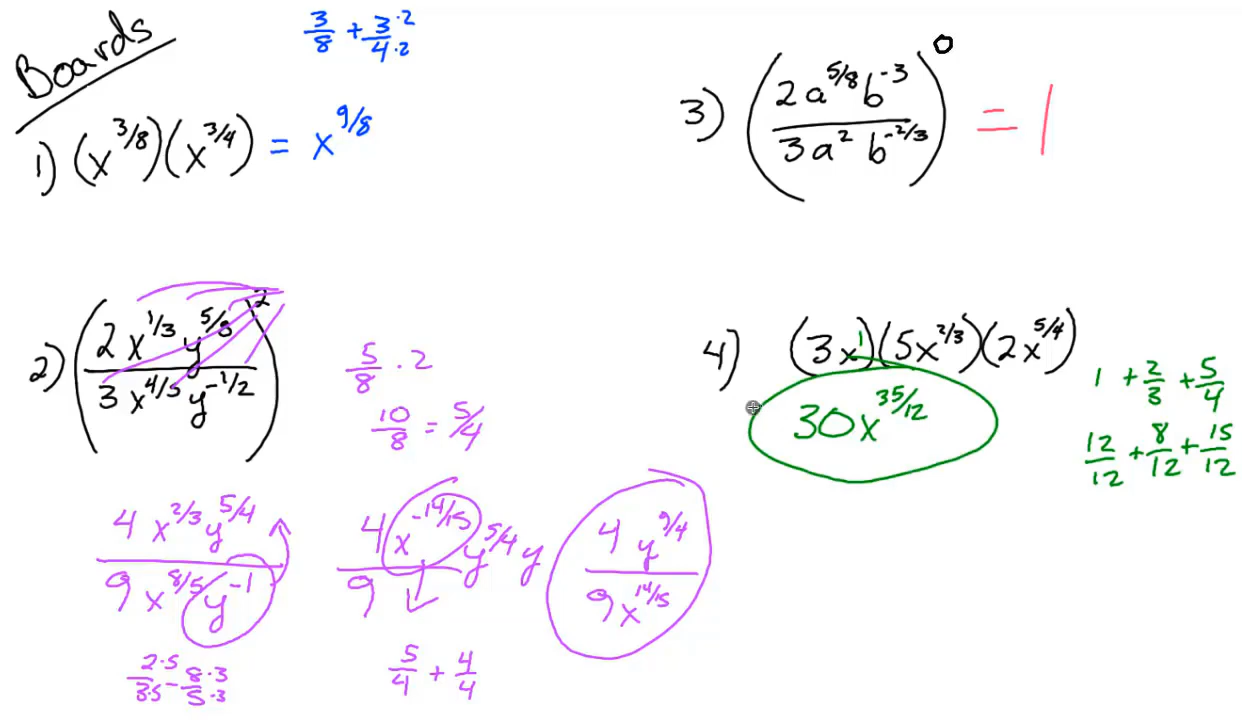 Boards
3/8 + 3·2/4·2
1) (x^3/8)(x^3/4) = x^9/8
2) (2x^1/3 y^5/8 / 3x^4/5 y^-1/2)^2
5/8 · 2
10/8 = 5/4
4x^2/3 y^5/4 / 9x^8/5 y^-1
4x^-14/15 y^5/4 y / 9
4y^9/4 / 9x^14/15
2·5/3·5 - 8·3/5·3
5/4 + 4/4
3) (2a^5/8 b^-3 / 3a^2 b^-2/3)^0 = 1
4) (3x^1)(5x^2/3)(2x^5/4)
30x^35/12
1 + 2/3 + 5/4
12/12 + 8/12 + 15/12